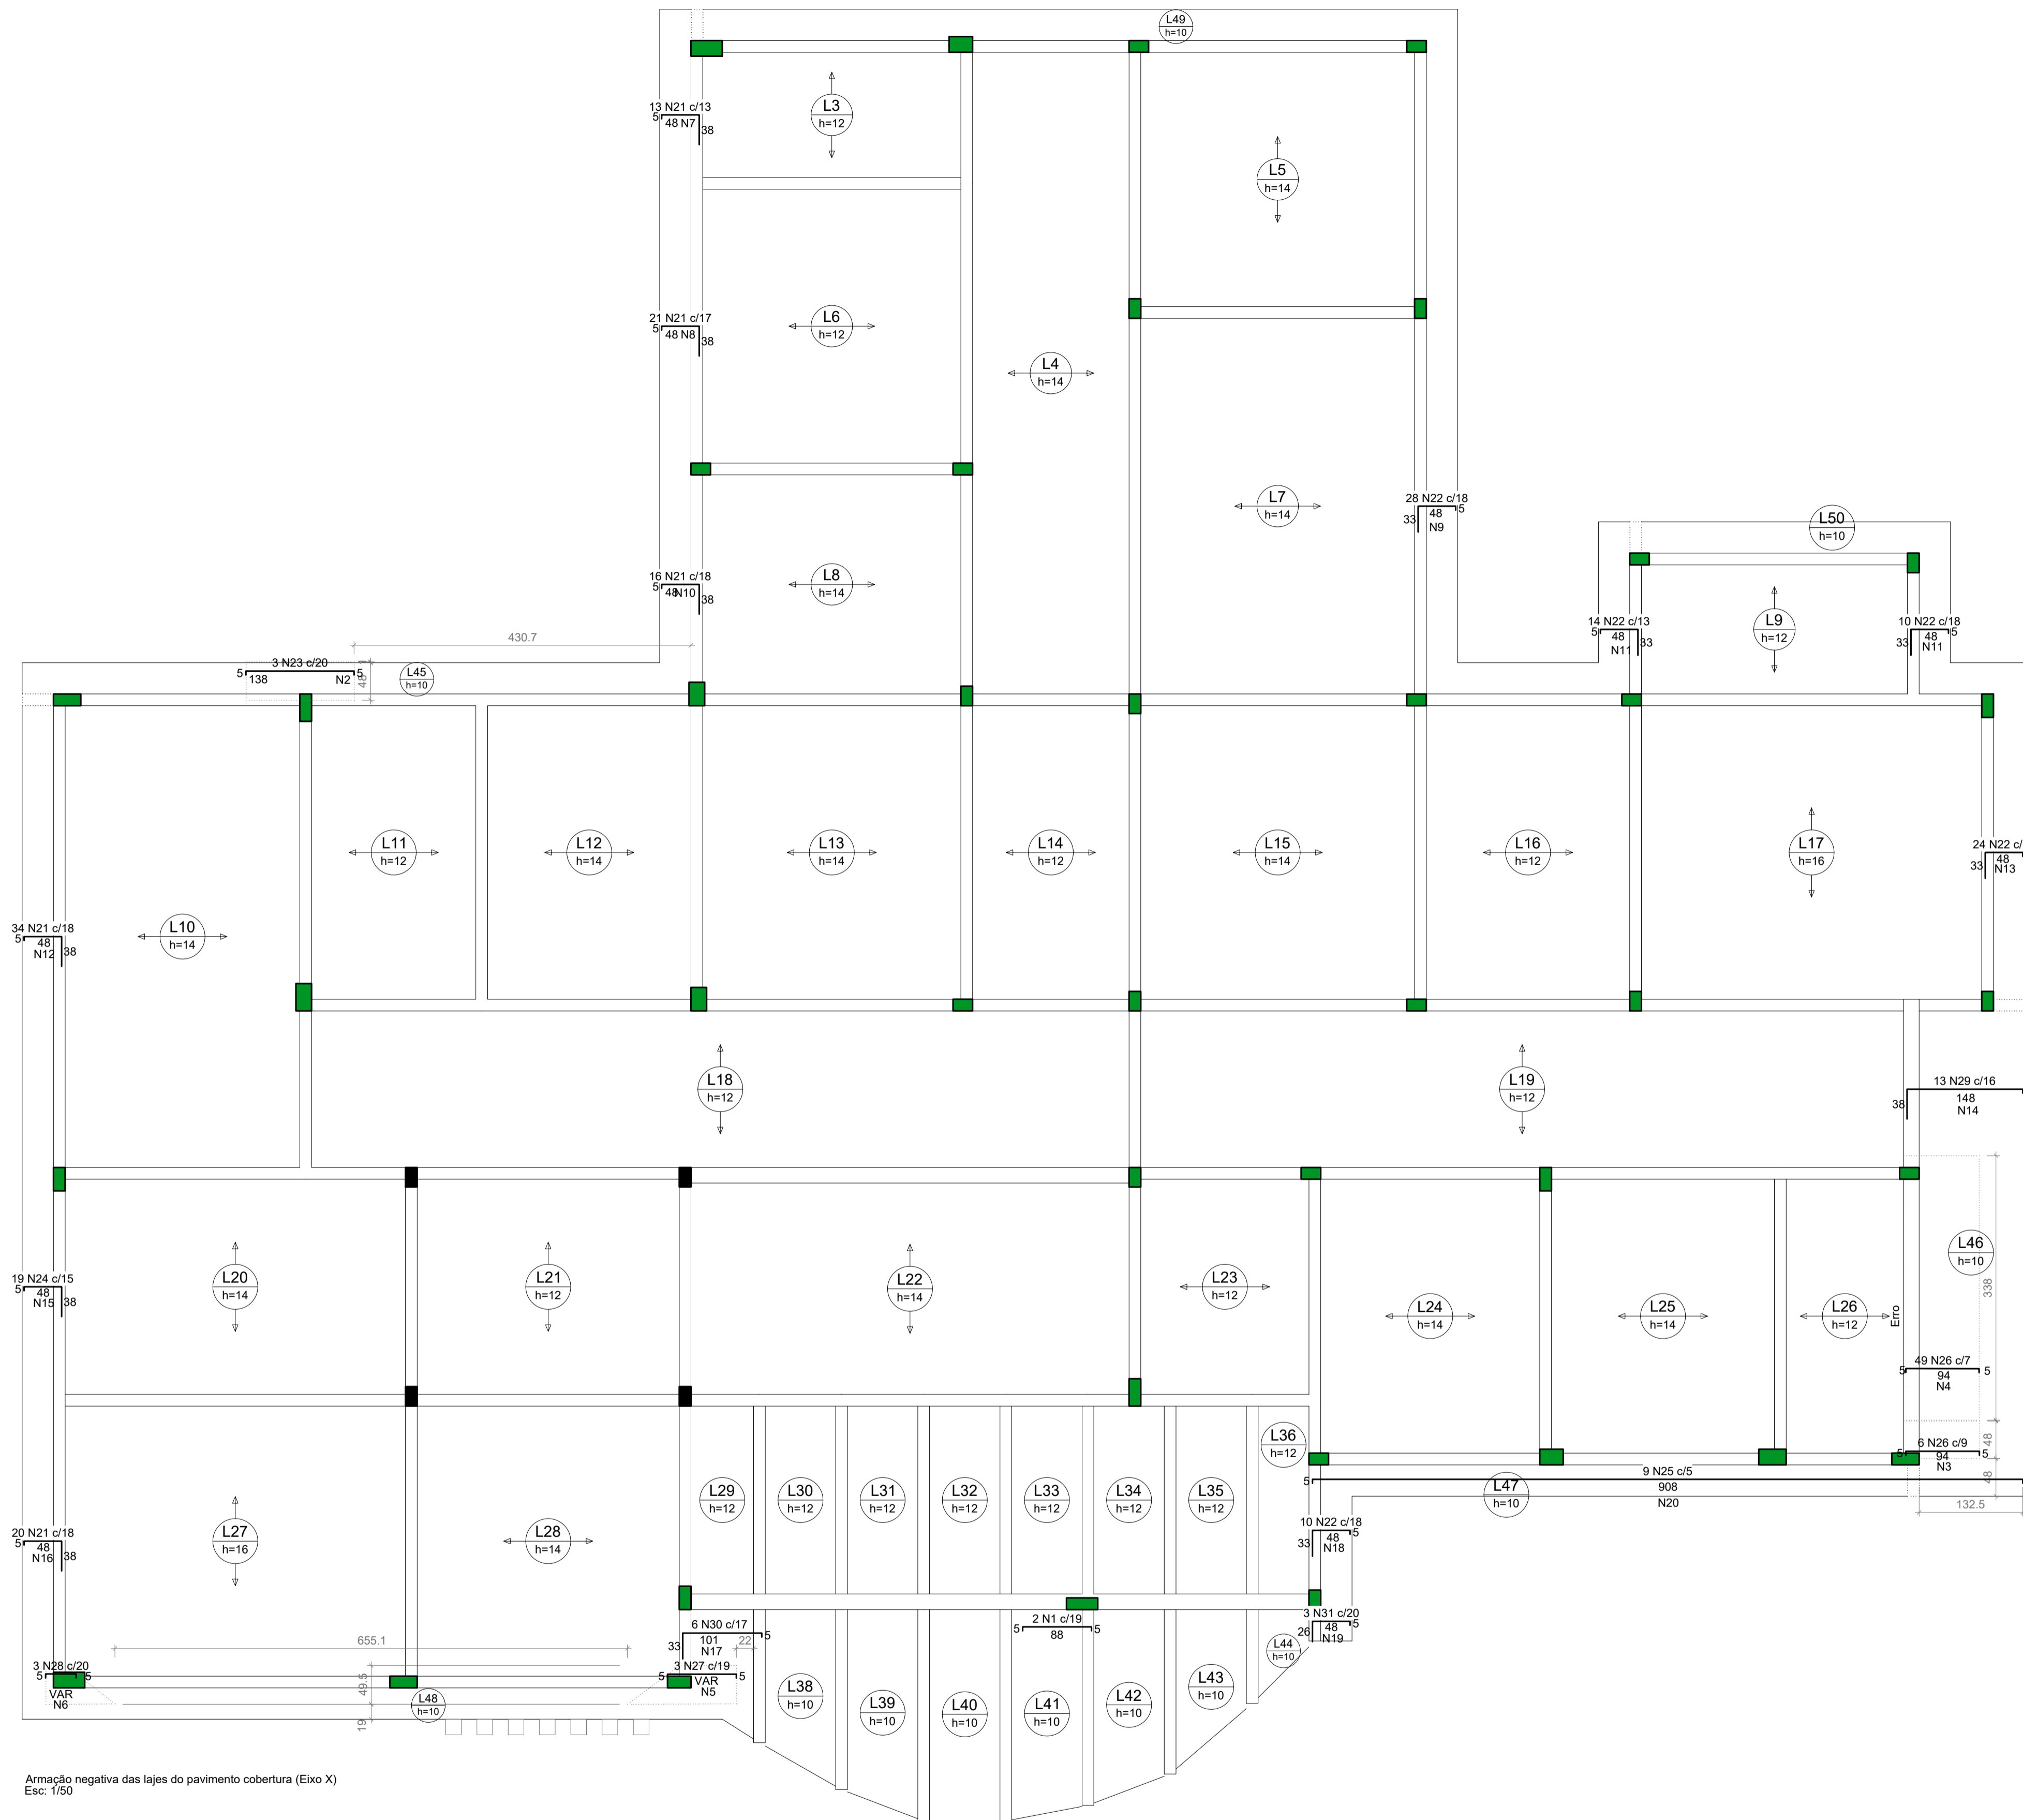 L49
h=10
13 N21 c/13
5
48 N7
38
L3
h=12
L5
h=14
21 N21 c/17
5
48 N8
38
L6
h=12
L4
h=14
28 N22 c/18
33
48
5
N9
L7
h=14
L50
h=10
16 N21 c/18
5
48
N10
38
L8
h=14
14 N22 c/13
5
48
33
N11
L9
h=12
10 N22 c/18
33
48
5
N11
430.7
3 N23 c/20
5
138
N2
5
48
L45
h=10
L11
h=12
L12
h=14
L13
h=14
L14
h=12
L15
h=14
L16
h=12
L17
h=16
24 N22 c/
33
48
N13
34 N21 c/18
5
48
N12
38
L10
h=14
L18
h=12
L19
h=12
13 N29 c/16
38
148
N14
19 N24 c/15
5
48
N15
38
L20
h=14
L21
h=12
L22
h=14
L23
h=12
L24
h=14
L25
h=14
L26
h=12
Erro
L46
h=10
338
49 N26 c/7
5
94
5
N4
6 N26 c/9
5
94
5
N3
48
48
L36
h=12
9 N25 c/5
5
908
N20
L47
h=10
132.5
L29
h=12
L30
h=12
L31
h=12
L32
h=12
L33
h=12
L34
h=12
L35
h=12
20 N21 c/18
5
48
N16
38
L27
h=16
L28
h=14
10 N22 c/18
33
48
5
N18
655.1
6 N30 c/17
33
101
5
N17
22
2 N1 c/19
5
88
5
3 N31 c/20
26
48
5
N19
3 N28 c/20
5
5
VAR
N6
49.5
19
L48
h=10
3 N27 c/19
5
5
VAR
N5
L38
h=10
L39
h=10
L40
h=10
L41
h=10
L42
h=10
L43
h=10
L44
h=10
Armação negativa das lajes do pavimento cobertura (Eixo X)
Esc: 1/50